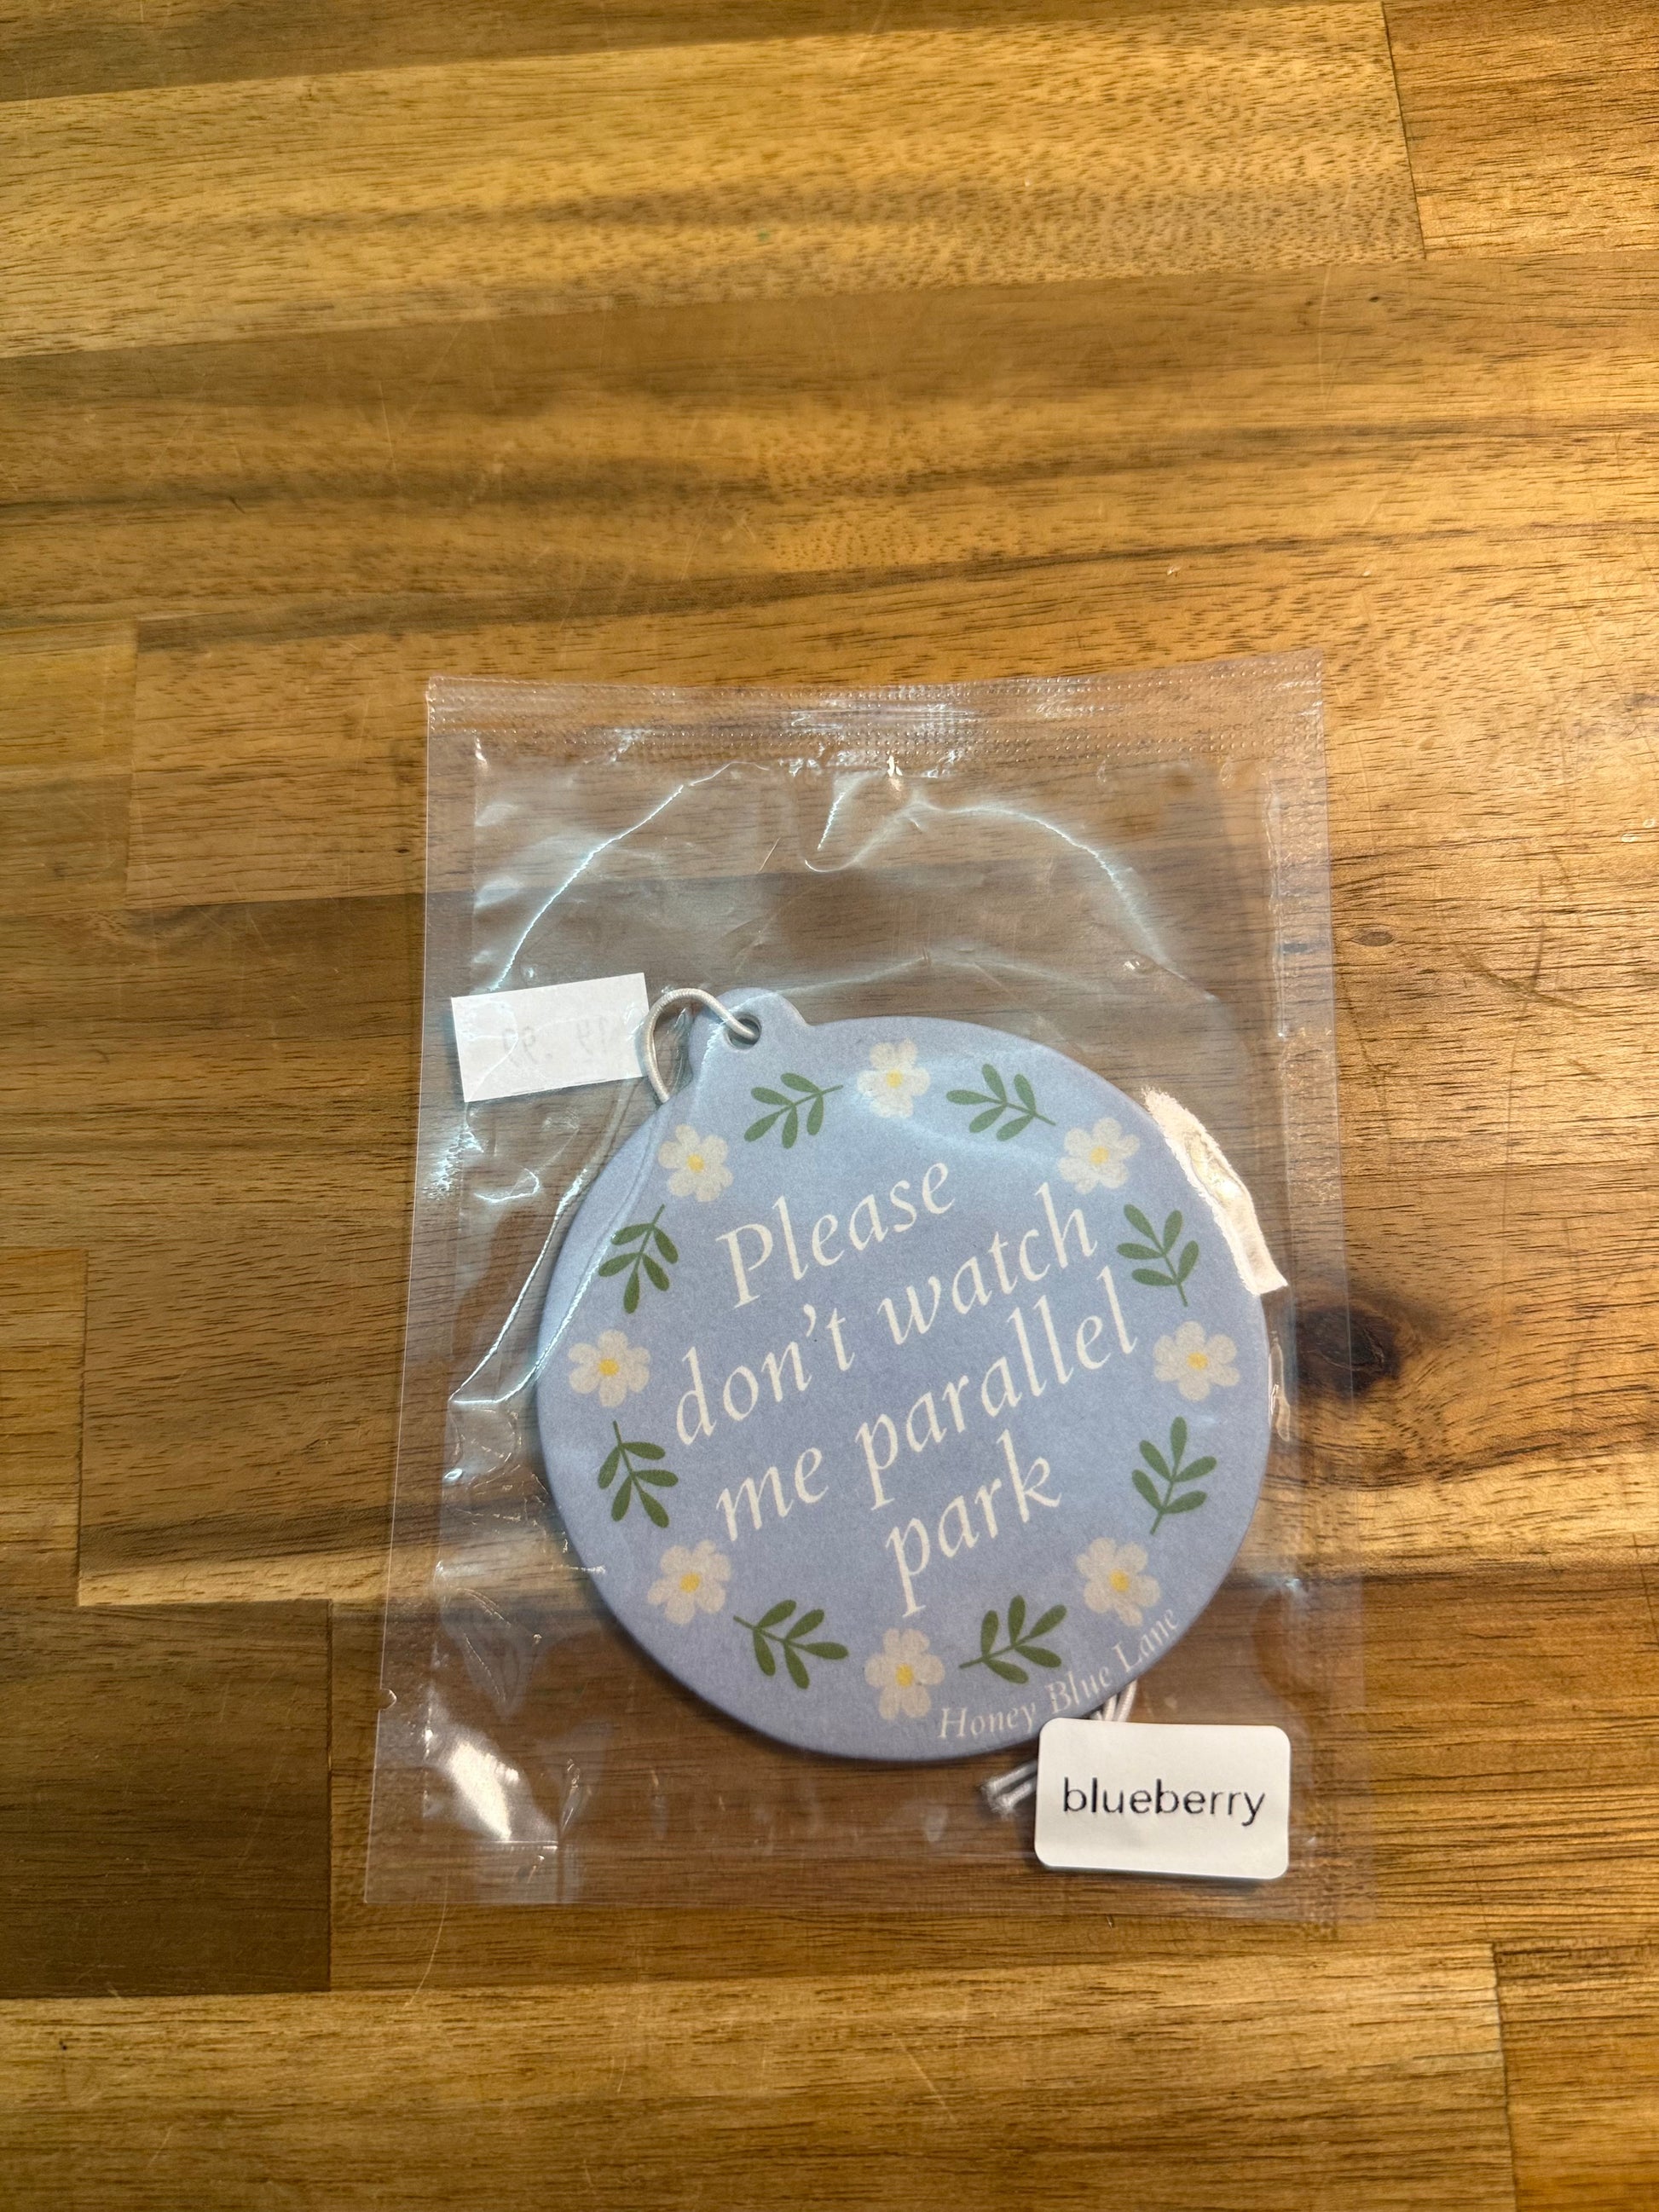 Please
don't watch
me parallel
park
Honey Blue Lane
blueberry